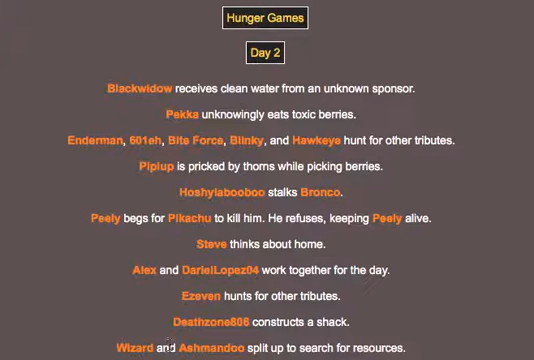 Hunger Games
Day 2
Blackwidow receives clean water from an unknown sponsor.
Pekka unknowingly eats toxic berries.
Enderman, 601eh, Bite Force, Blinky, and Hawkeye hunt for other tributes.
Piplup is pricked by thorns while picking berries.
Hoshylabooboo stalks Bronco.
Peely begs for Pikachu to kill him. He refuses, keeping Peely alive.
Steve thinks about home.
Alex and DarielLopez04 work together for the day.
Ezeven hunts for other tributes.
Deathzone806 constructs a shack.
Wizard and Ashmandoo split up to search for resources.